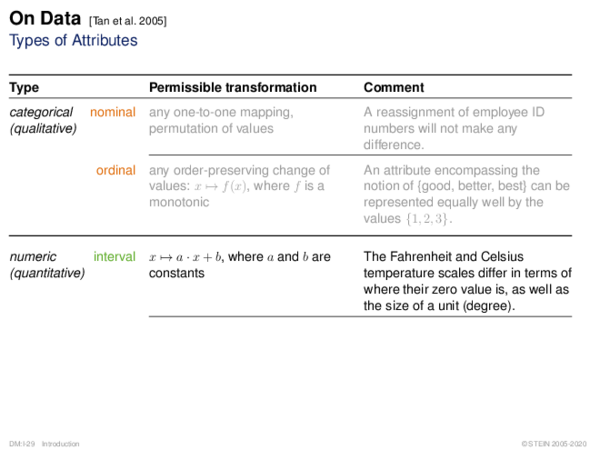 On Data [Tan et al. 2005]
Types of Attributes
Type Permissible transformation Comment
categorical (qualitative) nominal
any one-to-one mapping,
permutation of values
A reassignment of employee ID
numbers will not make any
difference.
ordinal
any order-preserving change of
values: x ↦ f(x), where f is a
monotonic
An attribute encompassing the
notion of {good, better, best} can be
represented equally well by the
values {1, 2, 3}.
numeric (quantitative) interval
x ↦ a · x + b, where a and b are
constants
The Fahrenheit and Celsius
temperature scales differ in terms of
where their zero value is, as well as
the size of a unit (degree).
DM:I-29 Introduction
© STEIN 2005-2020